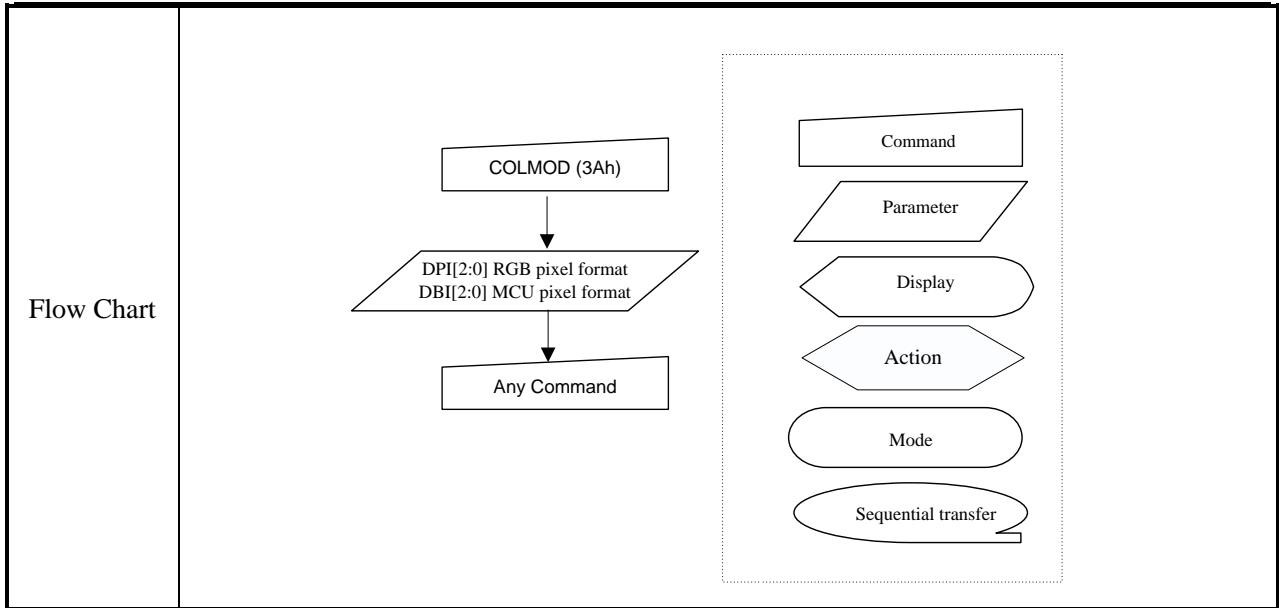 Flow Chart
COLMOD (3Ah)
DPI[2:0] RGB pixel format
DBI[2:0] MCU pixel format
Any Command
Command
Parameter
Display
Action
Mode
Sequential transfer